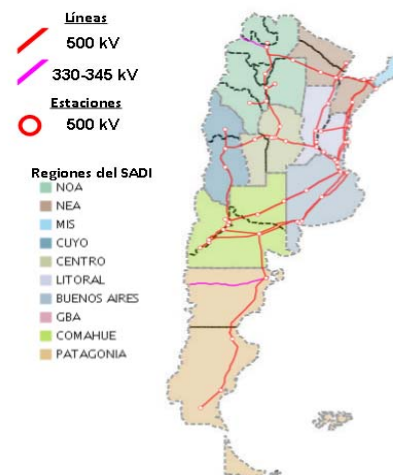 Líneas
500 kV
330-345 kV
Estaciones
500 kV
Regiones del SADI
NOA
NEA
MIS
CUYO
CENTRO
LITORAL
BUENOS AIRES
GBA
COMAHUE
PATAGONIA